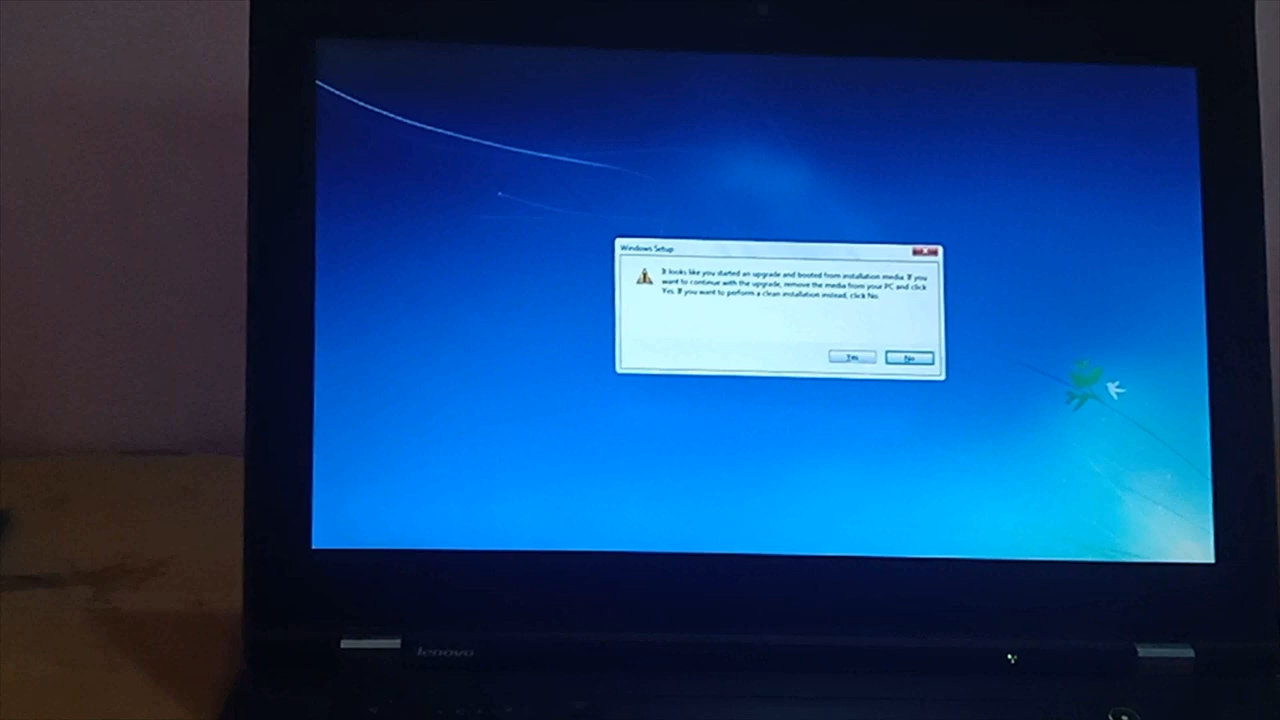 Windows Setup
It looks like you started an upgrade and booted from installation media. If you
want to continue with the upgrade, remove the media from your PC and click
Yes. If you want to perform a clean installation instead, click No.
Yes
No
lenovo